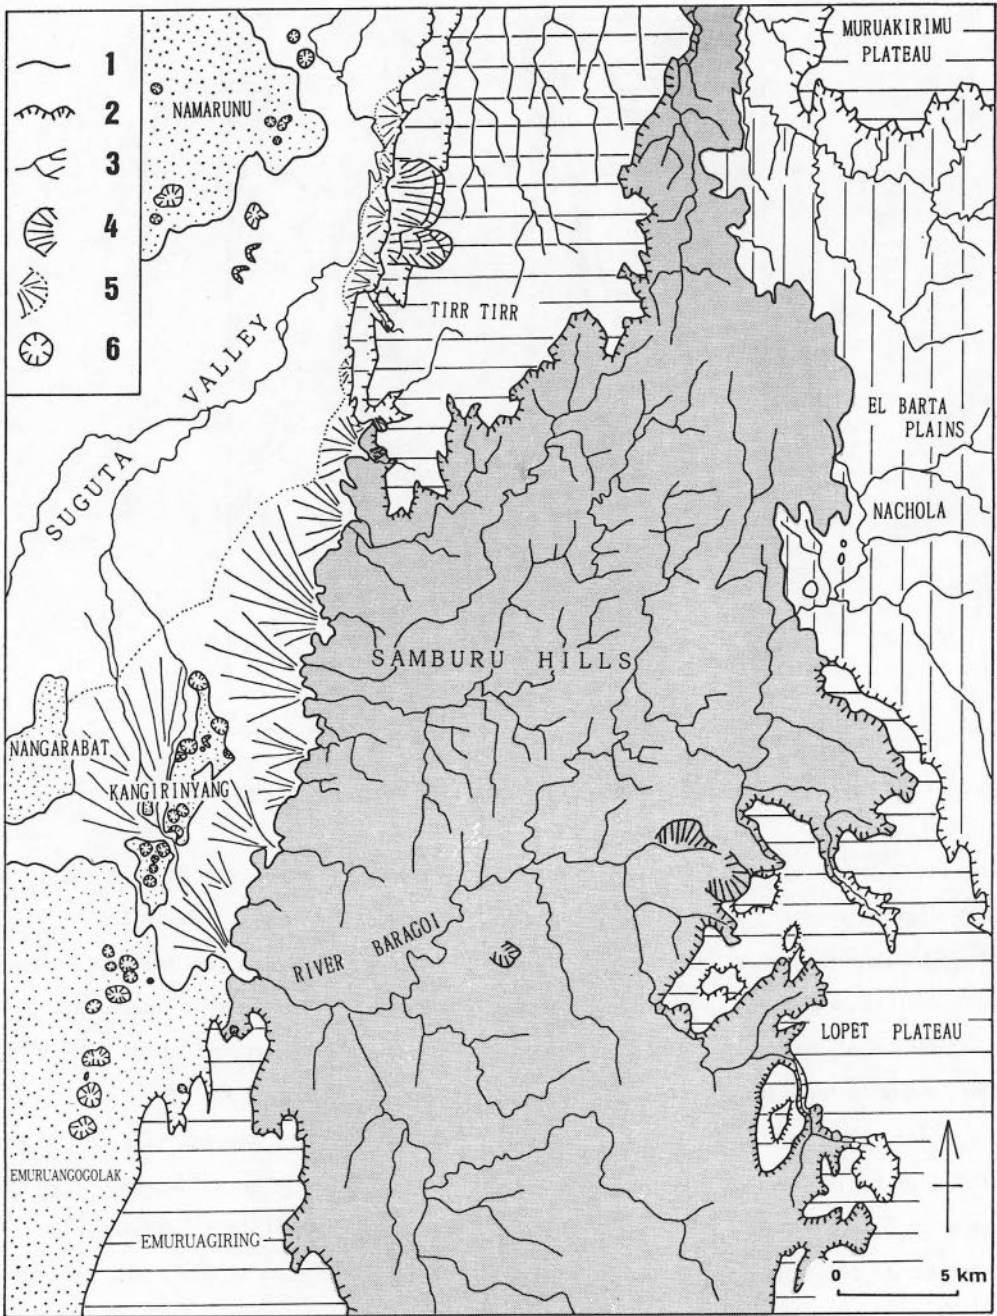 1
2
3
4
5
6
NAMARUNU
MURUAKIRIMU
PLATEAU
TIRR TIRR
SUGUTA VALLEY
EL BARTA
PLAINS
NACHOLA
SAMBURU HILLS
NANGARABAT
KANGIRINYANG
RIVER BARAGOI
LOPET PLATEAU
EMURUANGOGOLAK
EMURUAGIRING
0 5 km